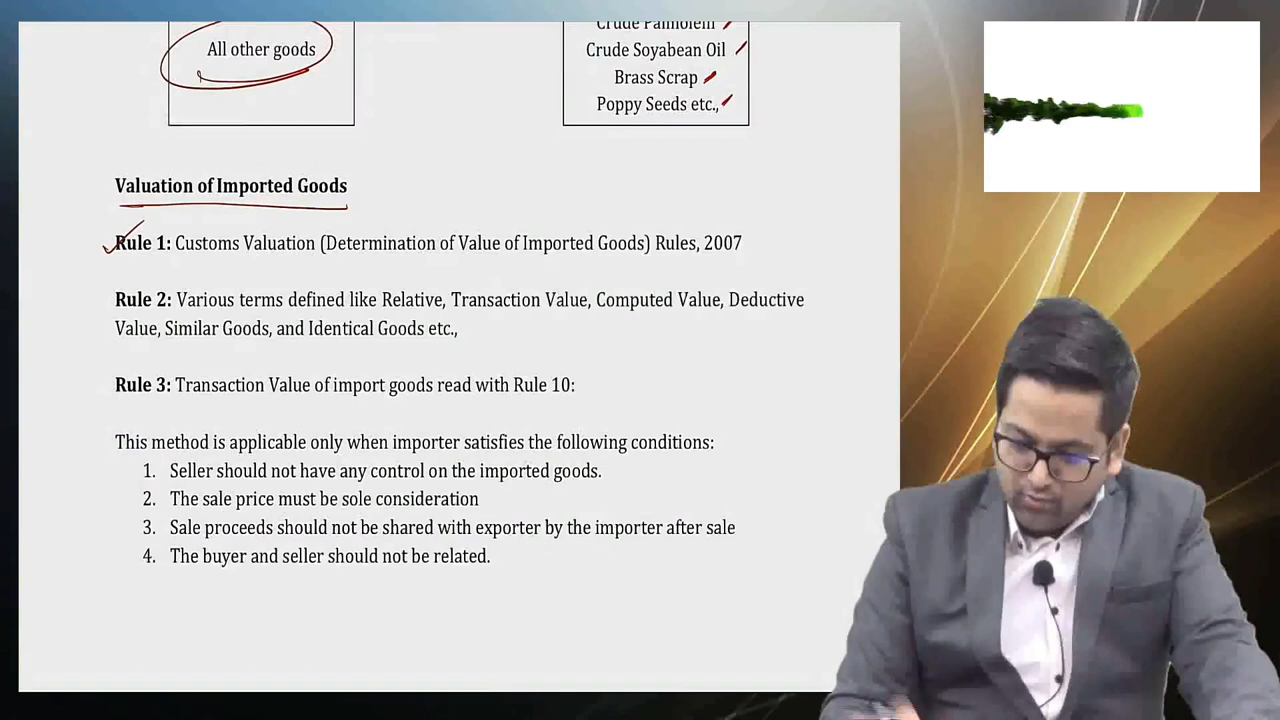 All other goods
Crude Palmolein
Crude Soyabean Oil
Brass Scrap
Poppy Seeds etc.,
Valuation of Imported Goods
Rule 1: Customs Valuation (Determination of Value of Imported Goods) Rules, 2007
Rule 2: Various terms defined like Relative, Transaction Value, Computed Value, Deductive
Value, Similar Goods, and Identical Goods etc.,
Rule 3: Transaction Value of import goods read with Rule 10:
This method is applicable only when importer satisfies the following conditions:
1. Seller should not have any control on the imported goods.
2. The sale price must be sole consideration
3. Sale proceeds should not be shared with exporter by the importer after sale
4. The buyer and seller should not be related.